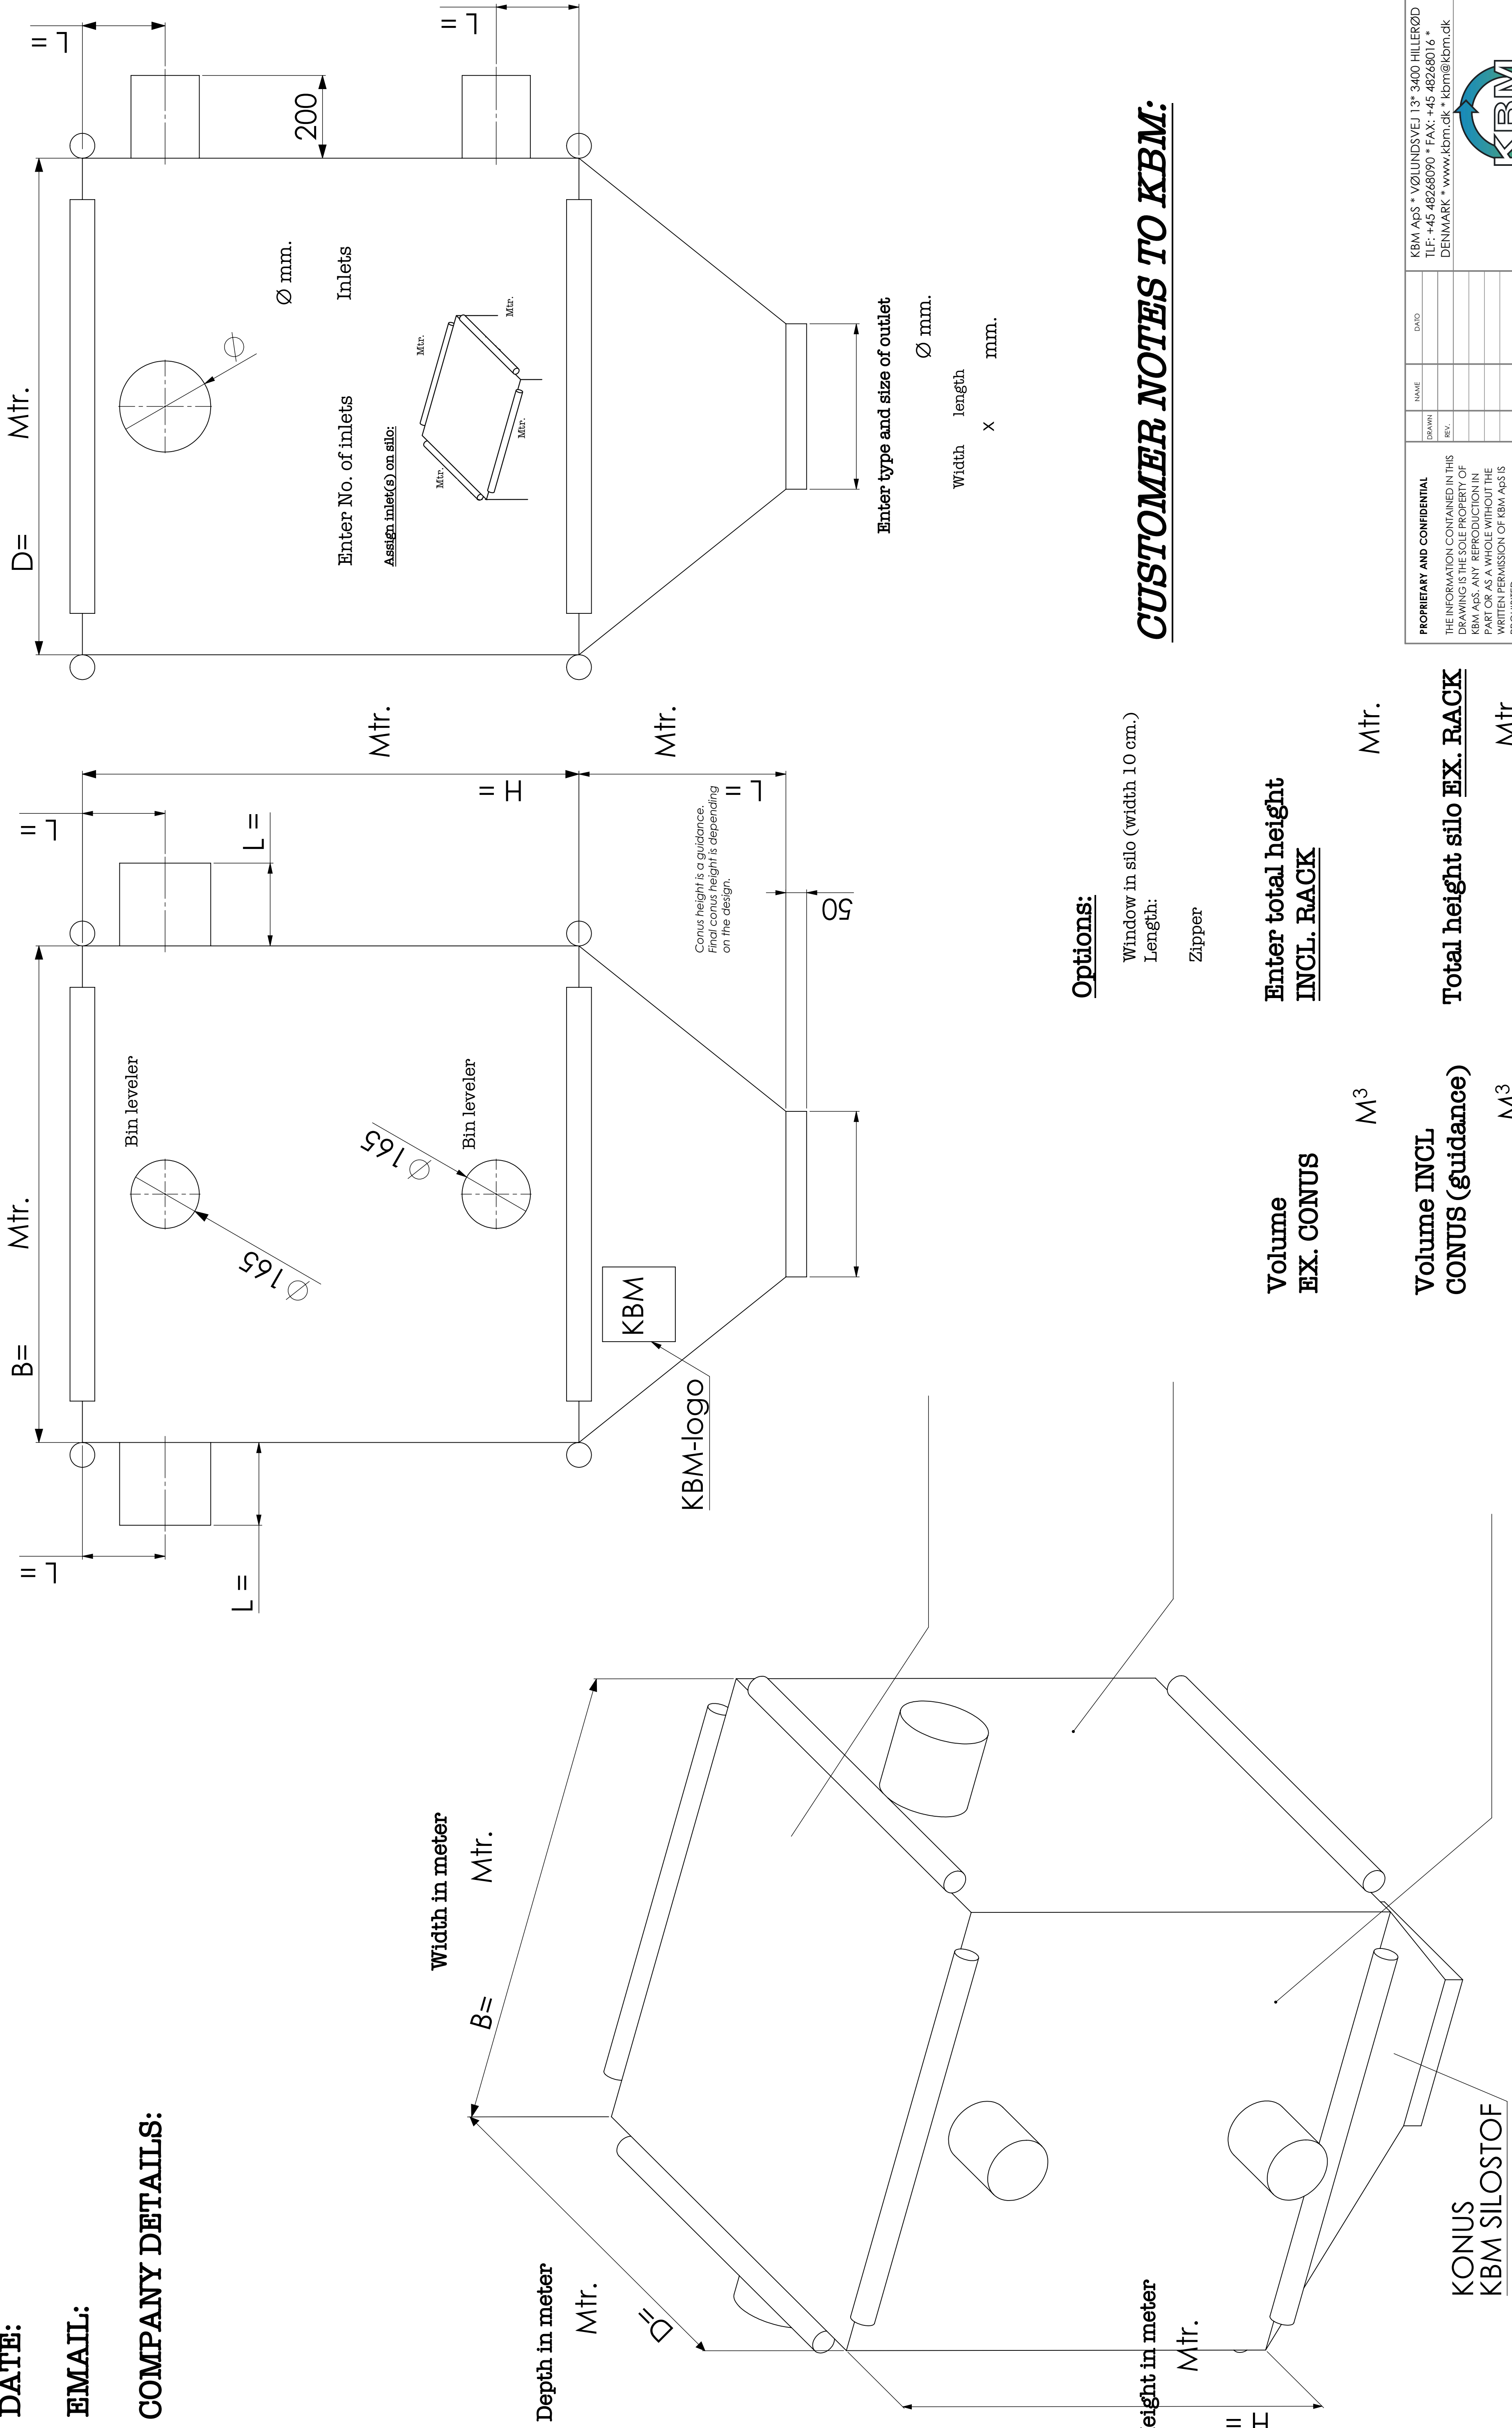 DATE:
EMAIL:
COMPANY DETAILS:
Width in meter
Mtr.
B=
Depth in meter
Mtr.
D=
eight in meter
Mtr.
H =
KONUS
KBM SILOSTOF
B=
Mtr.
L =
L =
L =
L =
Bin leveler
Ø 165
Bin leveler
Ø 165
H =
Mtr.
L =
Mtr.
Conus height is a guidance.
Final conus height is depending
on the design.
50
KBM
KBM-logo
D=
Mtr.
L =
L =
200
Ø
Ø mm.
Enter No. of inlets
Inlets
Assign inlet(s) on silo:
Mtr.
Mtr.
Mtr.
Mtr.
Enter type and size of outlet
Ø mm.
Width
length
X
mm.
Options:
Window in silo (width 10 cm.)
Length:
Zipper
CUSTOMER NOTES TO KBM:
Volume
EX. CONUS
M³
Enter total height
INCL. RACK
Mtr.
Volume INCL
CONUS (guidance)
M³
Total height silo EX. RACK
Mtr
PROPRIETARY AND CONFIDENTIAL
THE INFORMATION CONTAINED IN THIS
DRAWING IS THE SOLE PROPERTY OF
KBM ApS. ANY REPRODUCTION IN
PART OR AS A WHOLE WITHOUT THE
WRITTEN PERMISSION OF KBM ApS IS
NAME
DATO
DRAWN
REV.
KBM ApS * VØLUNDSVEJ 13* 3400 HILLERØD
TLF: +45 48268090 * FAX: +45 48268016 *
DENMARK * www.kbm.dk * kbm@kbm.dk
KBM